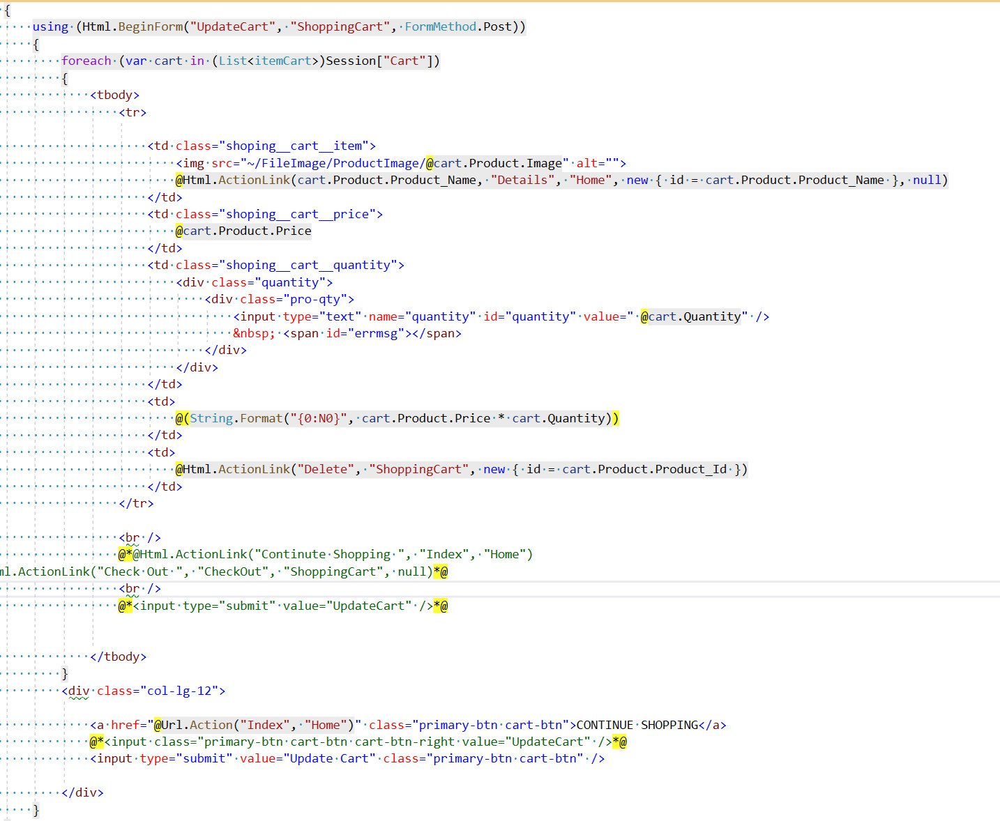 {
using (Html.BeginForm("UpdateCart", "ShoppingCart", FormMethod.Post))
{
foreach (var cart in (List<itemCart>)Session["Cart"])
{
<tbody>
<tr>
<td class="shoping__cart__item">
<img src="~/FileImage/ProductImage/@cart.Product.Image" alt="">
@Html.ActionLink(cart.Product.Product_Name, "Details", "Home", new { id = cart.Product.Product_Name }, null)
</td>
<td class="shoping__cart__price">
@cart.Product.Price
</td>
<td class="shoping__cart__quantity">
<div class="quantity">
<div class="pro-qty">
<input type="text" name="quantity" id="quantity" value=" @cart.Quantity" />
&nbsp; <span id="errmsg"></span>
</div>
</div>
</td>
<td>
@(String.Format("{0:N0}", cart.Product.Price * cart.Quantity))
</td>
<td>
@Html.ActionLink("Delete", "ShoppingCart", new { id = cart.Product.Product_Id })
</td>
</tr>
<br />
@*@Html.ActionLink("Continute Shopping ", "Index", "Home")
ml.ActionLink("Check Out ", "CheckOut", "ShoppingCart", null)*@
<br />
@*<input type="submit" value="UpdateCart" />*@
</tbody>
}
<div class="col-lg-12">
<a href="@Url.Action("Index", "Home")" class="primary-btn cart-btn">CONTINUE SHOPPING</a>
@*<input class="primary-btn cart-btn cart-btn-right value="UpdateCart" />*@
<input type="submit" value="Update Cart" class="primary-btn cart-btn" />
</div>
}